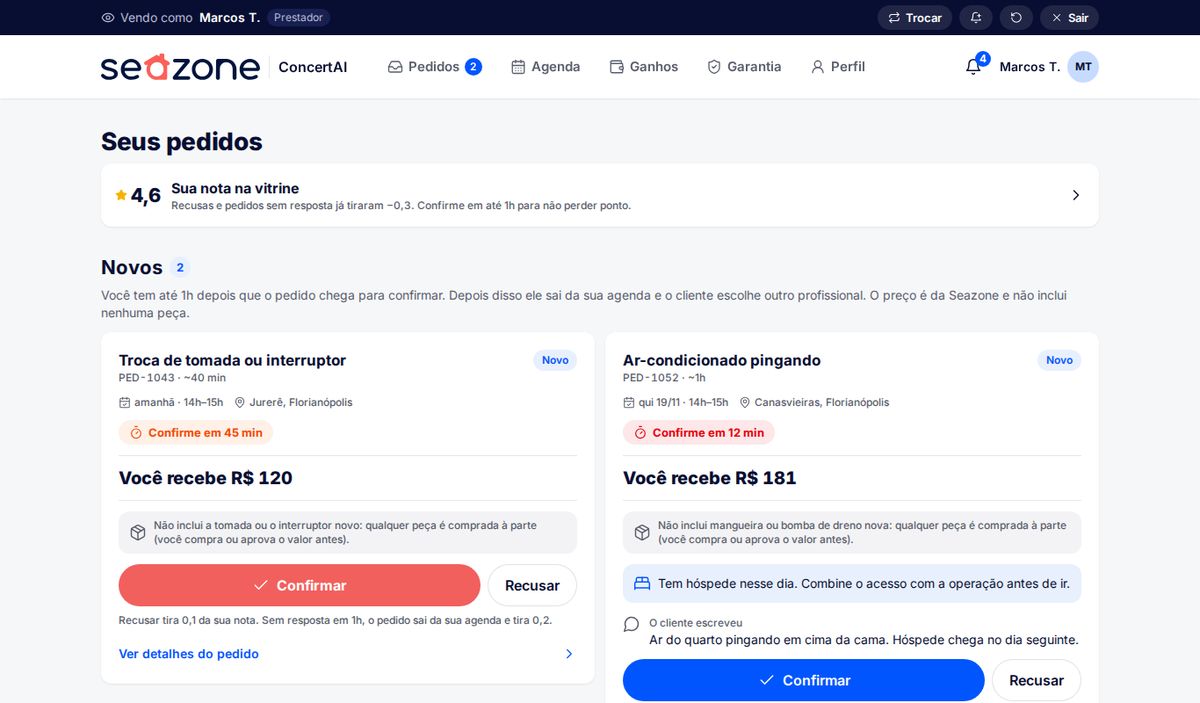 Vendo como Marcos T. Prestador
Trocar
Sair
seazone ConcertAI
Pedidos 2
Agenda
Ganhos
Garantia
Perfil
4
Marcos T. MT
Seus pedidos
4,6
Sua nota na vitrine
Recusas e pedidos sem resposta já tiraram −0,3. Confirme em até 1h para não perder ponto.
Novos 2
Você tem até 1h depois que o pedido chega para confirmar. Depois disso ele sai da sua agenda e o cliente escolhe outro profissional. O preço é da Seazone e não inclui
nenhuma peça.
Troca de tomada ou interruptor Novo
PED-1043 · ~40 min
amanhã · 14h–15h Jurerê, Florianópolis
Confirme em 45 min
Você recebe R$ 120
Não inclui a tomada ou o interruptor novo: qualquer peça é comprada à parte
(você compra ou aprova o valor antes).
Confirmar Recusar
Recusar tira 0,1 da sua nota. Sem resposta em 1h, o pedido sai da sua agenda e tira 0,2.
Ver detalhes do pedido
Ar-condicionado pingando Novo
PED-1052 · ~1h
qui 19/11 · 14h–15h Canasvieiras, Florianópolis
Confirme em 12 min
Você recebe R$ 181
Não inclui mangueira ou bomba de dreno nova: qualquer peça é comprada à parte
(você compra ou aprova o valor antes).
Tem hóspede nesse dia. Combine o acesso com a operação antes de ir.
O cliente escreveu
Ar do quarto pingando em cima da cama. Hóspede chega no dia seguinte.
Confirmar Recusar